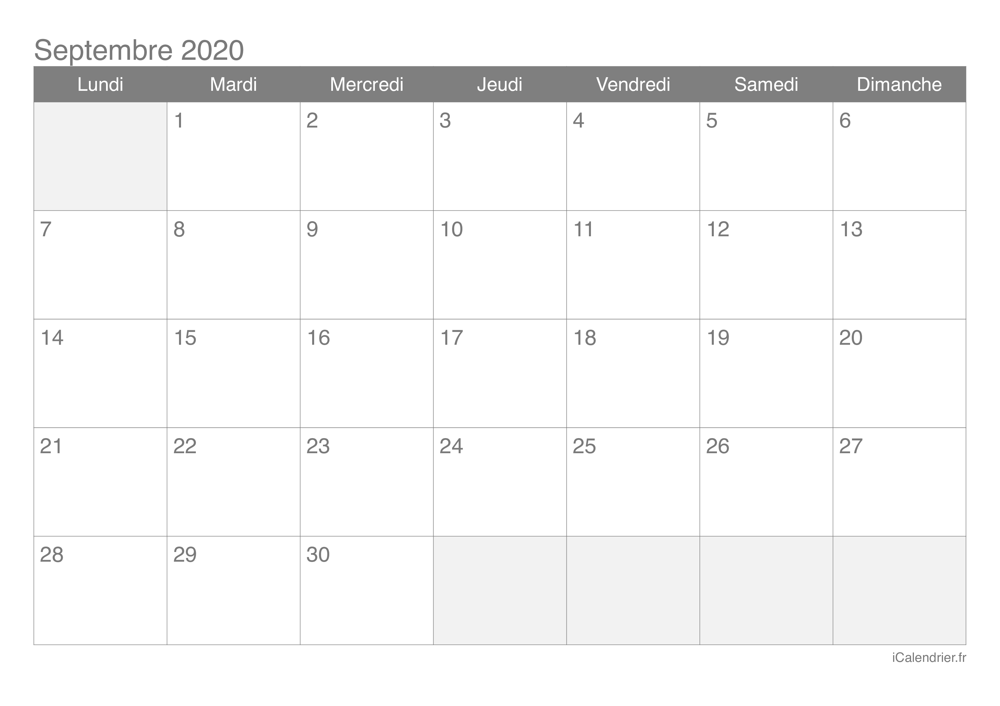 Septembre 2020
Lundi Mardi Mercredi Jeudi Vendredi Samedi Dimanche
1 2 3 4 5 6
7 8 9 10 11 12 13
14 15 16 17 18 19 20
21 22 23 24 25 26 27
28 29 30
iCalendrier.fr